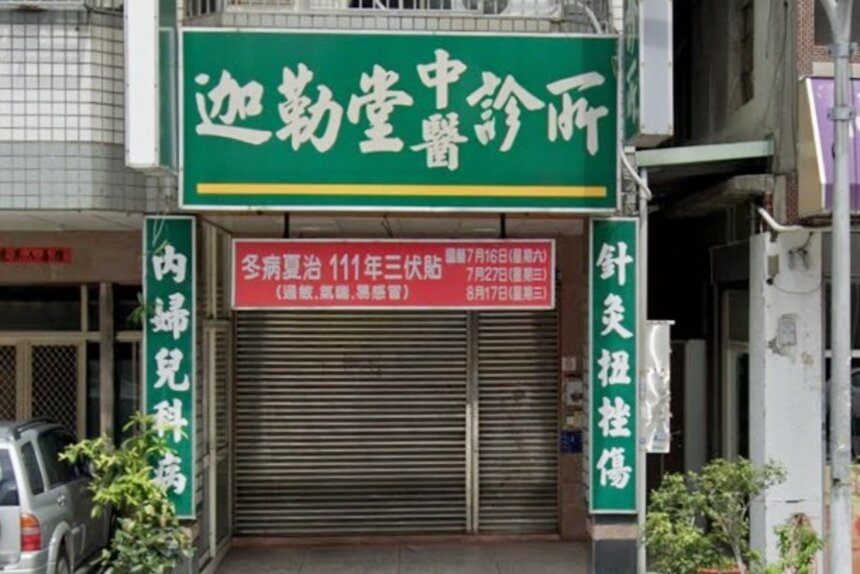 迦勒堂中醫診所
冬病夏治 111年三伏貼
(過敏、氣喘、易感冒)
國曆7月16日(星期六)
7月27日(星期三)
8月17日(星期三)
內婦兒科病
針灸扭挫傷